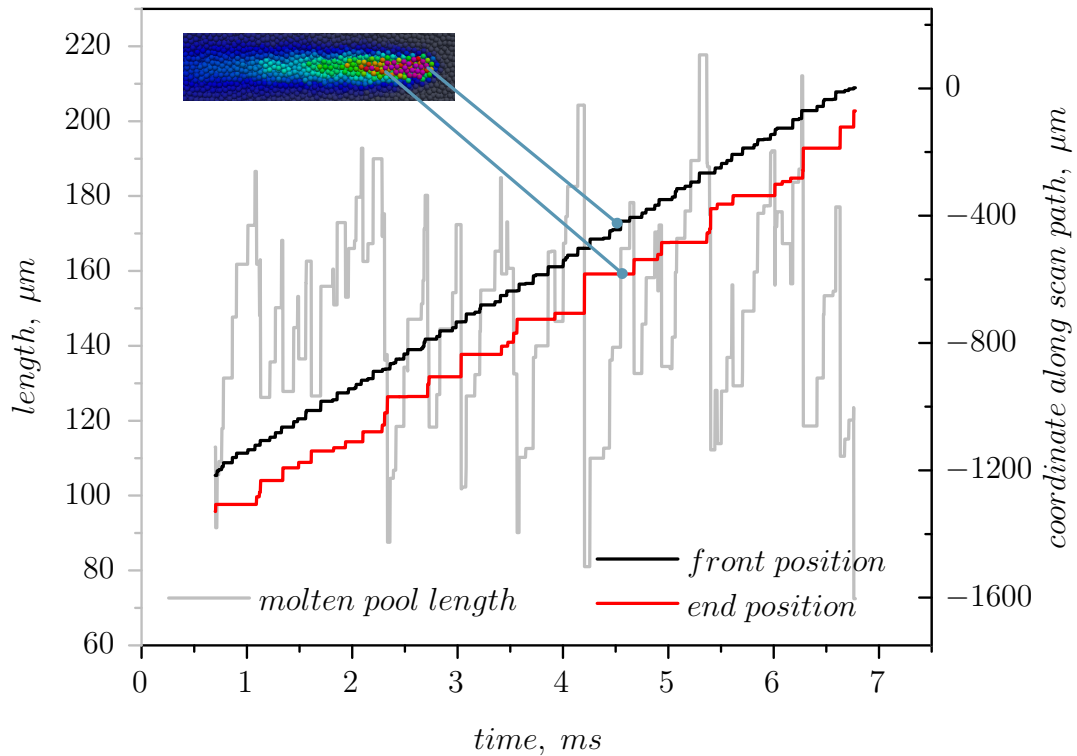 220
200
180
160
140
120
100
80
60
length, μm
0
−400
−800
−1200
−1600
coordinate along scan path, μm
front position
molten pool length
end position
0 1 2 3 4 5 6 7
time, ms